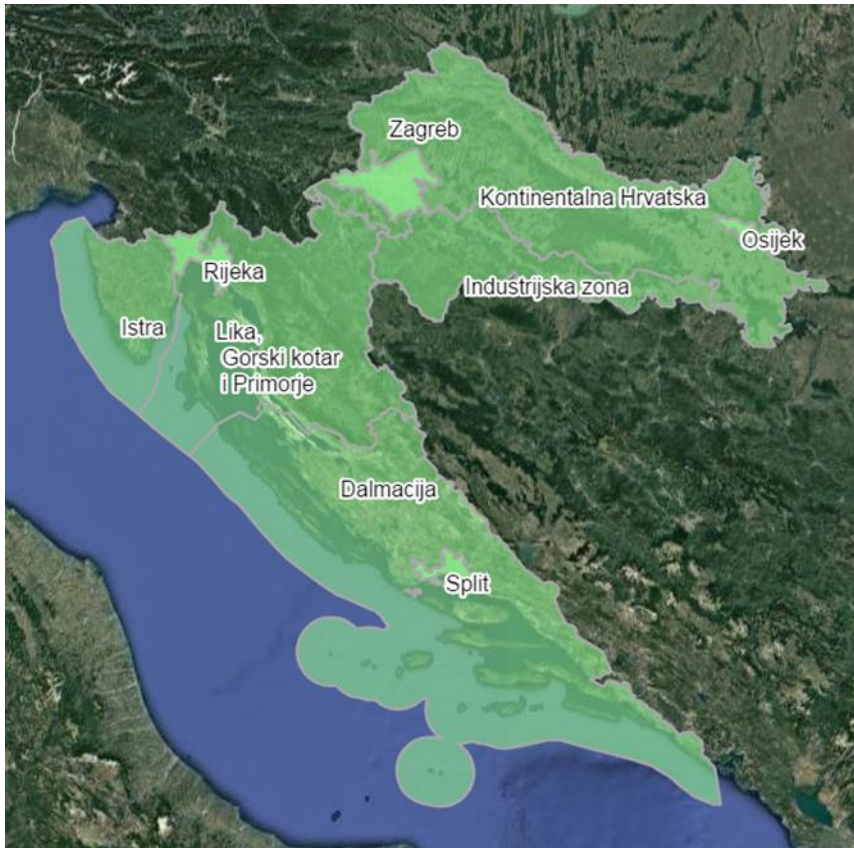 Zagreb
Kontinentalna Hrvatska
Osijek
Rijeka
Industrijska zona
Istra
Lika,
Gorski kotar
i Primorje
Dalmacija
Split